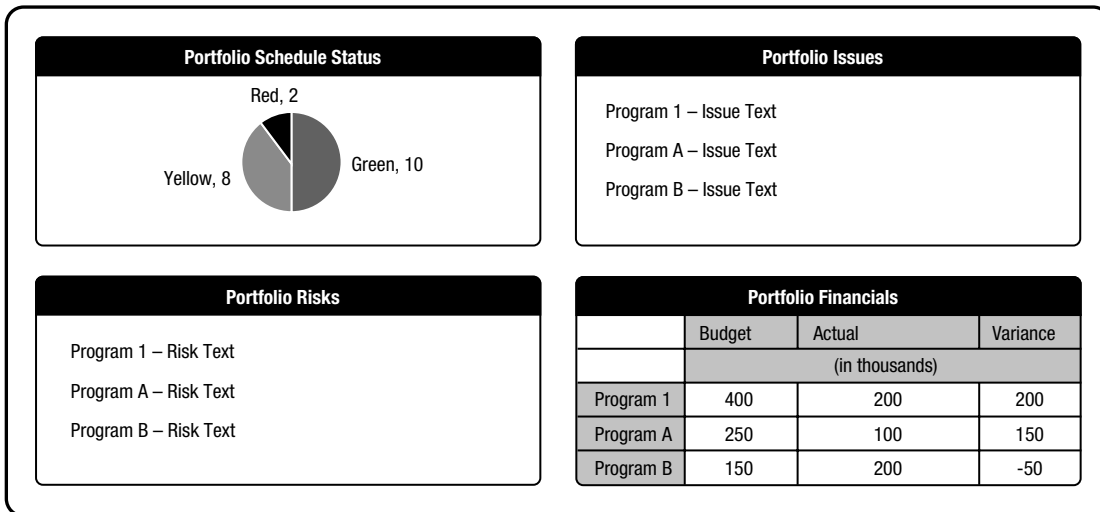 Portfolio Schedule Status
Red, 2
Yellow, 8
Green, 10
Portfolio Issues
Program 1 – Issue Text
Program A – Issue Text
Program B – Issue Text
Portfolio Risks
Program 1 – Risk Text
Program A – Risk Text
Program B – Risk Text
Portfolio Financials
Budget Actual Variance
(in thousands)
Program 1 400 200 200
Program A 250 100 150
Program B 150 200 -50